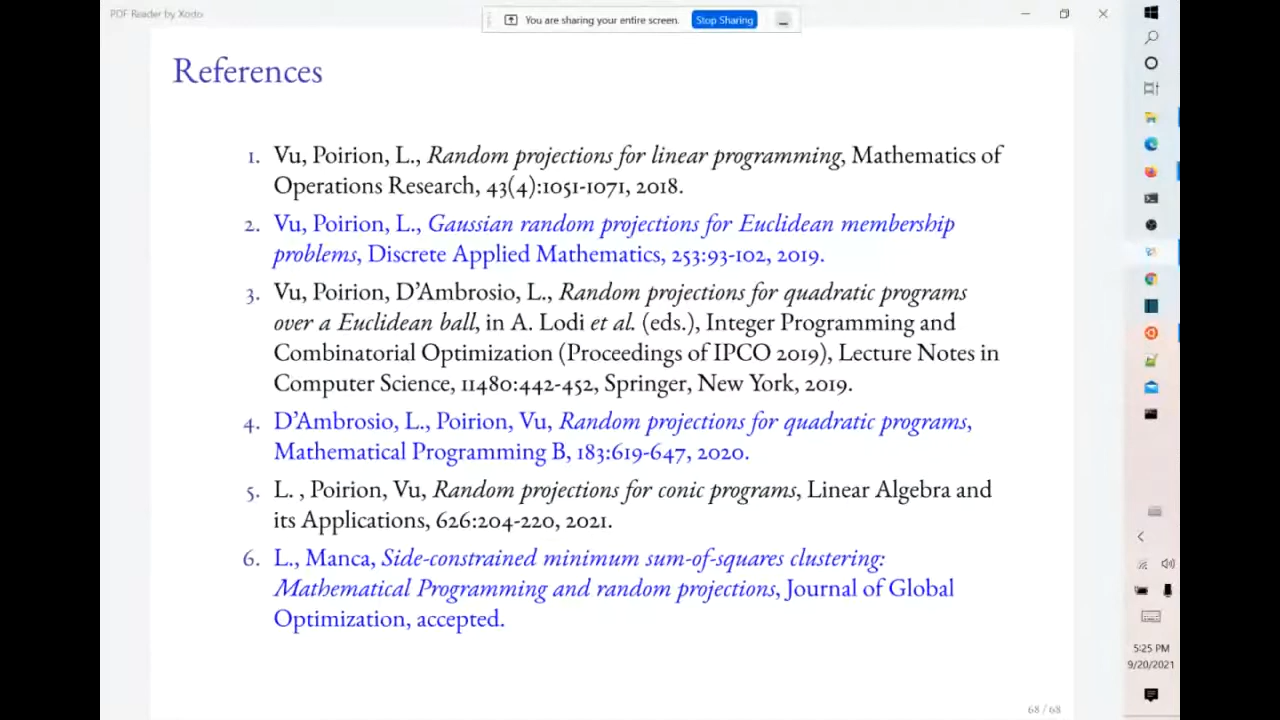 PDF Reader by Xodo
You are sharing your entire screen.
Stop Sharing
References
1. Vu, Poirion, L., Random projections for linear programming, Mathematics of
Operations Research, 43(4):1051-1071, 2018.
2. Vu, Poirion, L., Gaussian random projections for Euclidean membership
problems, Discrete Applied Mathematics, 253:93-102, 2019.
3. Vu, Poirion, D'Ambrosio, L., Random projections for quadratic programs
over a Euclidean ball, in A. Lodi et al. (eds.), Integer Programming and
Combinatorial Optimization (Proceedings of IPCO 2019), Lecture Notes in
Computer Science, 11480:442-452, Springer, New York, 2019.
4. D'Ambrosio, L., Poirion, Vu, Random projections for quadratic programs,
Mathematical Programming B, 183:619-647, 2020.
5. L. , Poirion, Vu, Random projections for conic programs, Linear Algebra and
its Applications, 626:204-220, 2021.
6. L., Manca, Side-constrained minimum sum-of-squares clustering:
Mathematical Programming and random projections, Journal of Global
Optimization, accepted.
68 / 68
5:25 PM
9/20/2021